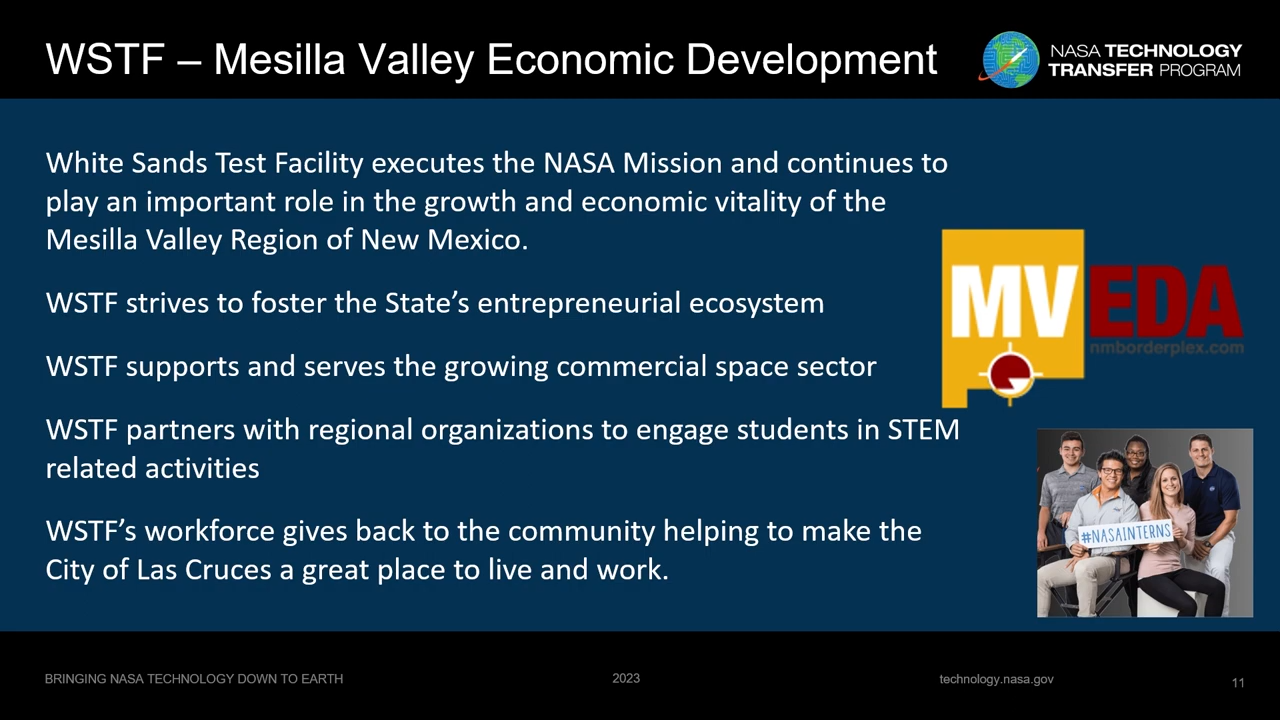 WSTF – Mesilla Valley Economic Development
NASA TECHNOLOGY
TRANSFER PROGRAM
White Sands Test Facility executes the NASA Mission and continues to
play an important role in the growth and economic vitality of the
Mesilla Valley Region of New Mexico.
WSTF strives to foster the State’s entrepreneurial ecosystem
WSTF supports and serves the growing commercial space sector
WSTF partners with regional organizations to engage students in STEM
related activities
WSTF’s workforce gives back to the community helping to make the
City of Las Cruces a great place to live and work.
MVEDA
nmborderplex.com
#NASAINTERNS
BRINGING NASA TECHNOLOGY DOWN TO EARTH
2023
technology.nasa.gov
11